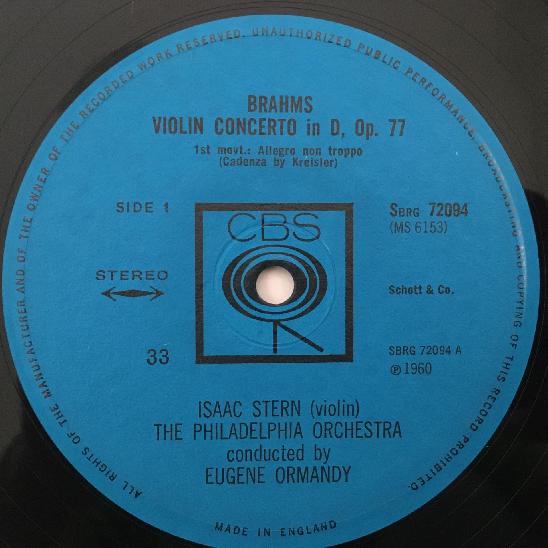 ALL RIGHTS OF THE MANUFACTURER AND OF THE OWNER OF THE RECORDED WORK RESERVED. UNAUTHORIZED PUBLIC PERFORMANCE, BROADCASTING AND COPYING OF THIS RECORD PROHIBITED.
BRAHMS
VIOLIN CONCERTO in D, Op. 77
1st movt.: Allegro non troppo
(Cadenza by Kreisler)
SIDE 1
CBS
SBRG 72094
(MS 6153)
STEREO
Schott & Co.
33
SBRG 72094 A
℗ 1960
ISAAC STERN (violin)
THE PHILADELPHIA ORCHESTRA
conducted by
EUGENE ORMANDY
MADE IN ENGLAND